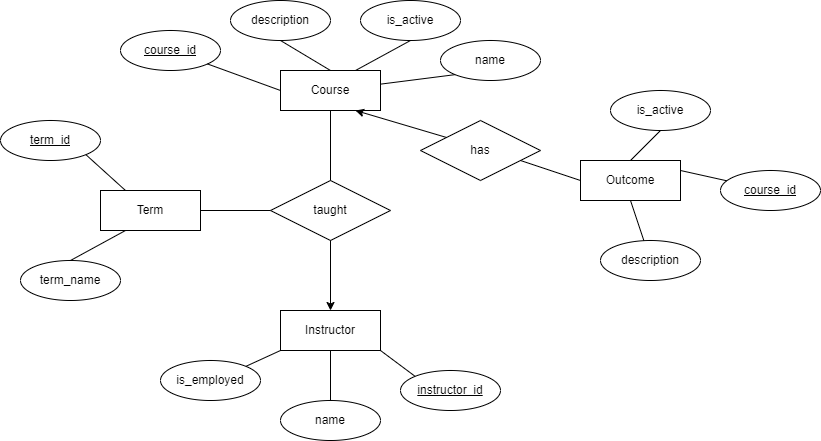 description
is_active
course_id
name
Course
is_active
term_id
has
Outcome
course_id
Term
taught
description
term_name
Instructor
is_employed
instructor_id
name